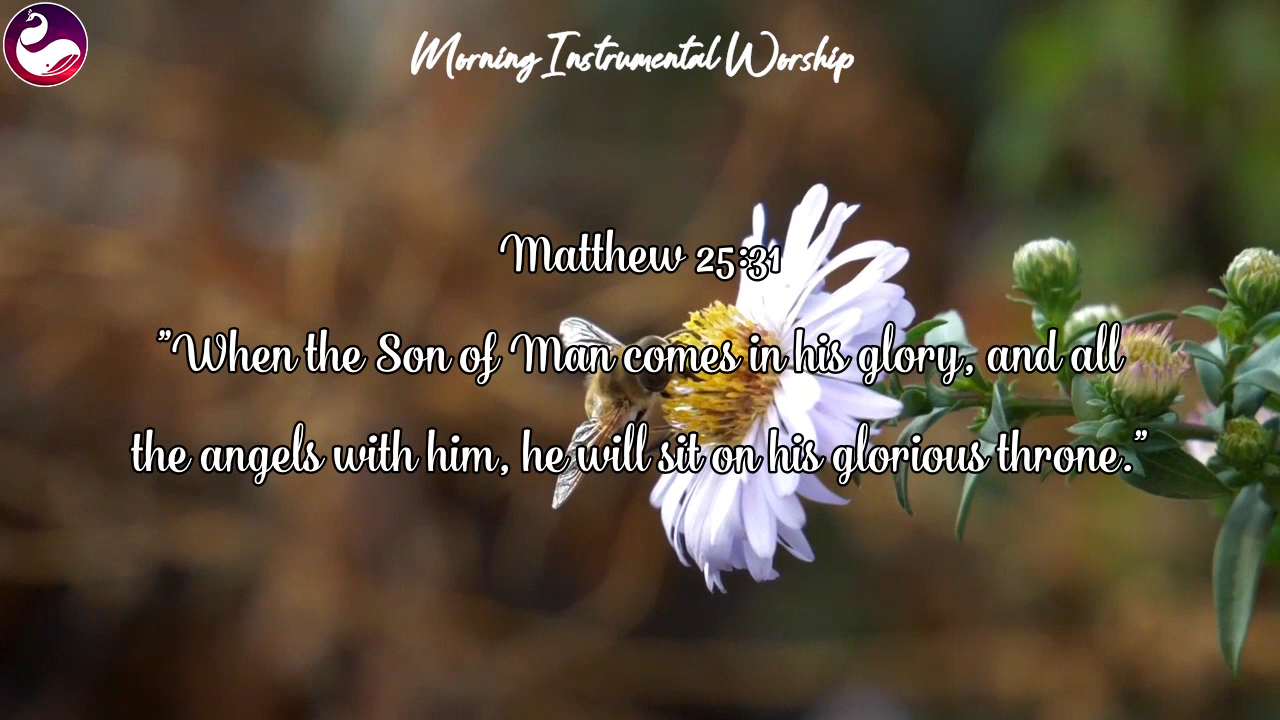 Morning Instrumental Worship
Matthew 25:31
"When the Son of Man comes in his glory, and all
the angels with him, he will sit on his glorious throne."